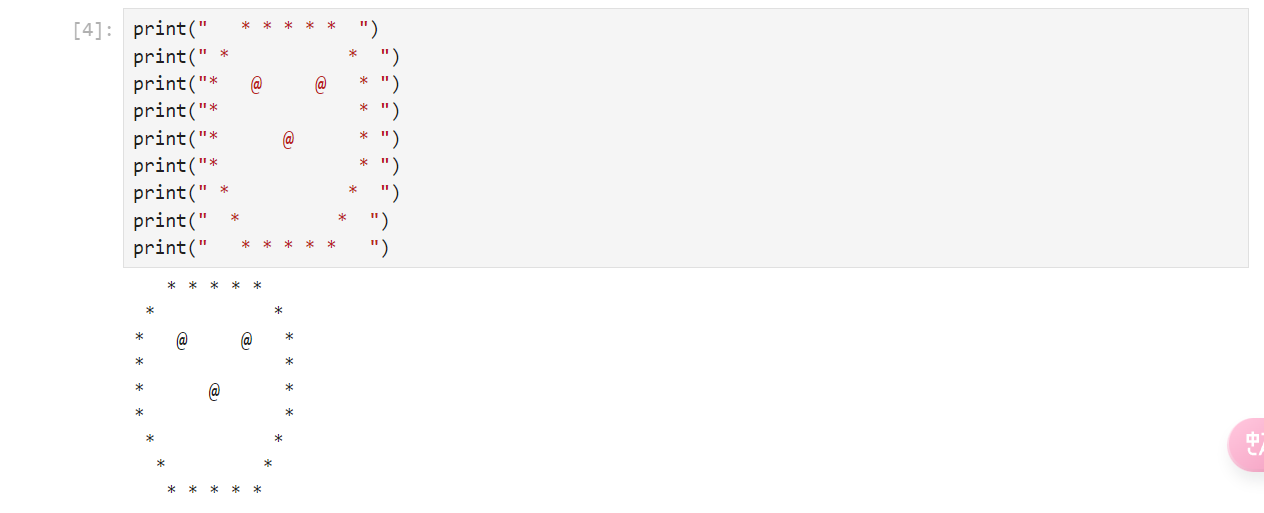 [4]:
print("   * * * * *  ")
print(" *           *  ")
print("*   @     @   * ")
print("*             * ")
print("*      @      * ")
print("*             * ")
print(" *           *  ")
print("  *         *  ")
print("   * * * * *   ")
   * * * * *
 *           *
*   @     @   *
*             *
*      @      *
*             *
 *           *
  *         *
   * * * * *